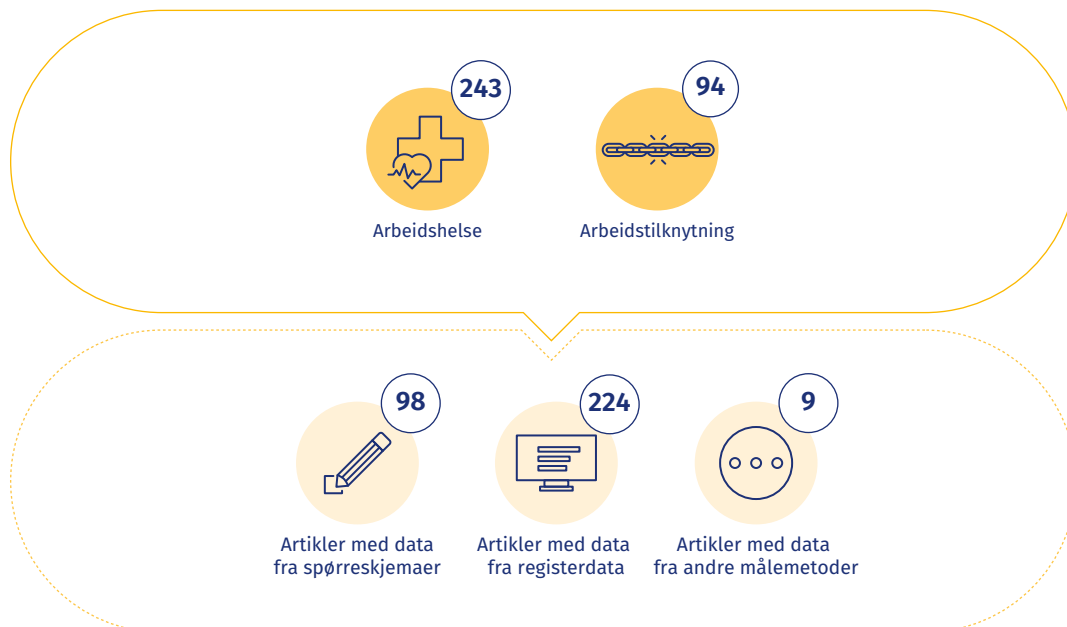 243
94
Arbeidshelse
Arbeidstilknytning
98
224
9
Artikler med data
fra spørreskjemaer
Artikler med data
fra registerdata
Artikler med data
fra andre målemetoder